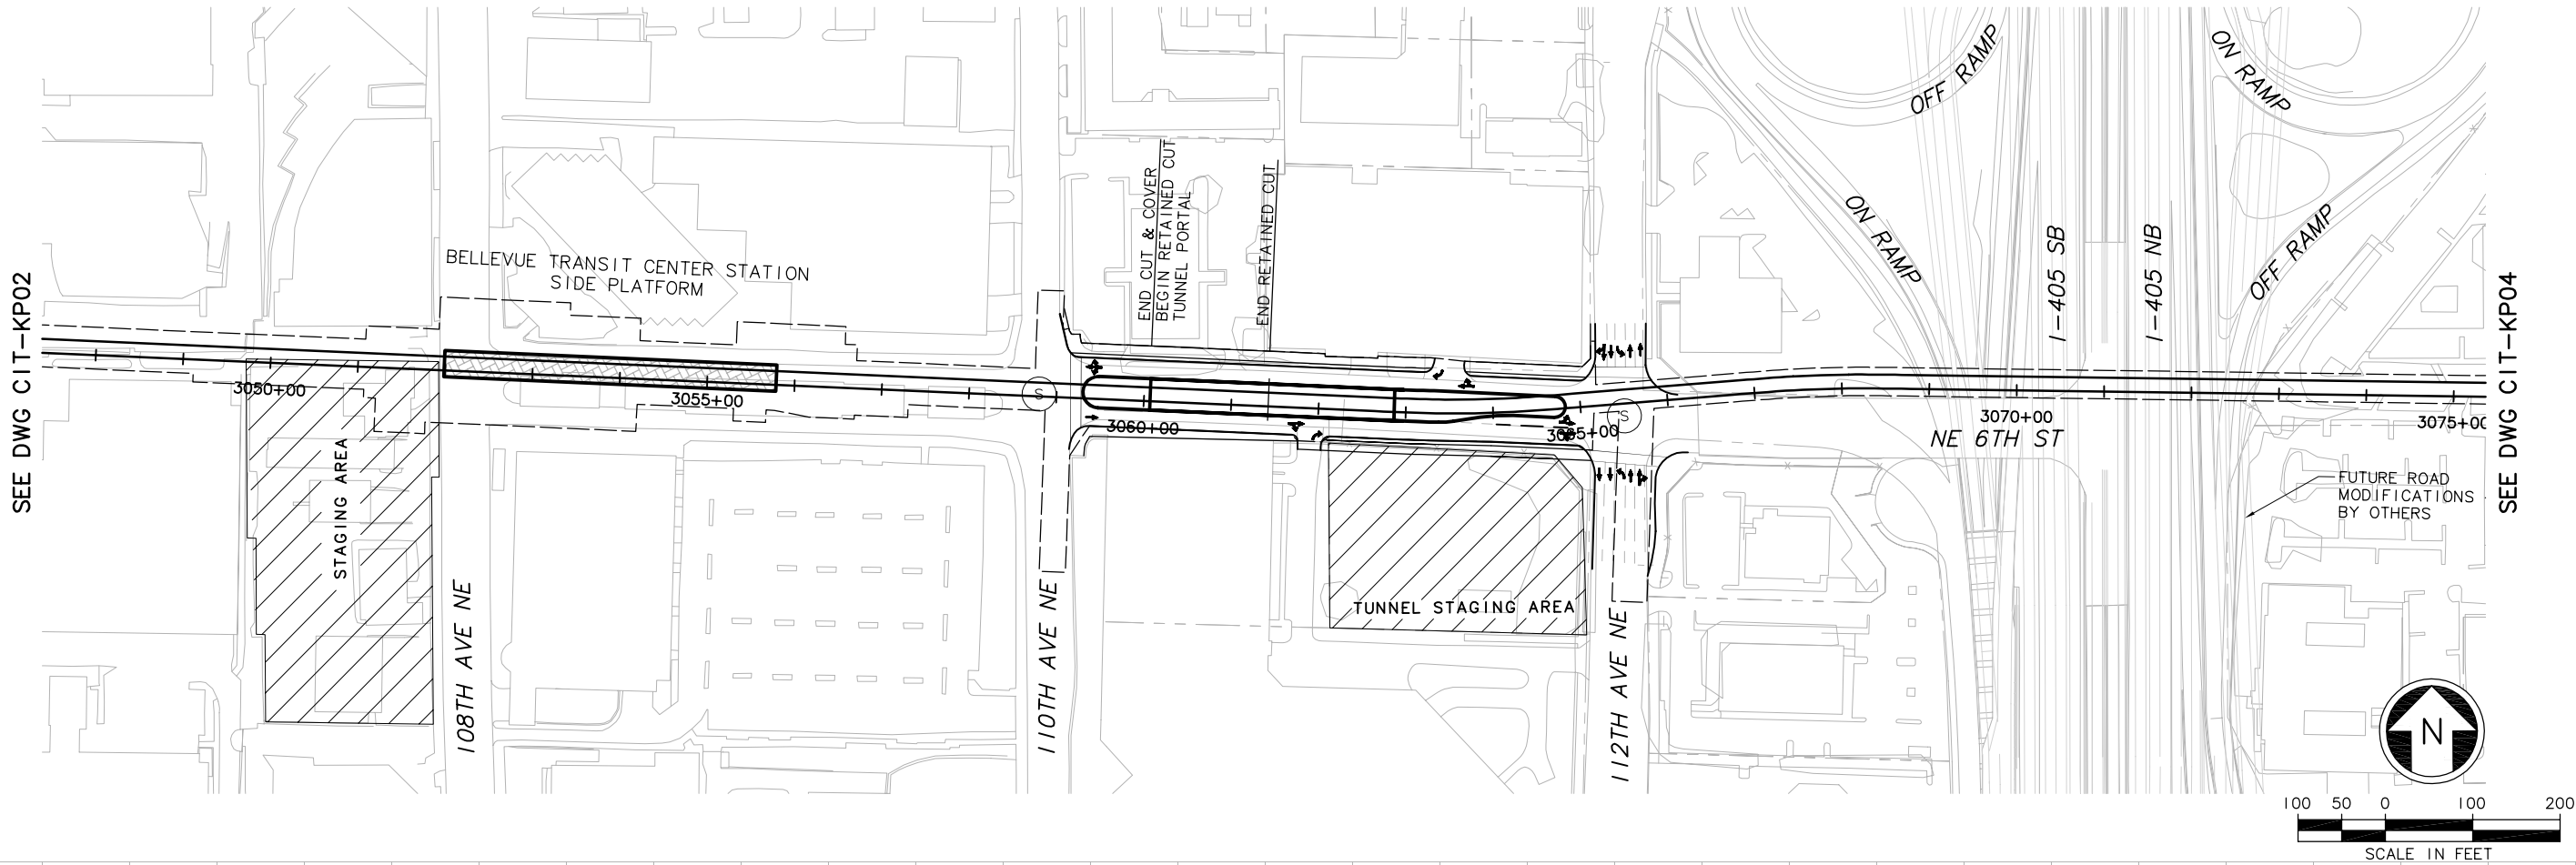 SEE DWG CIT-KP02
BELLEVUE TRANSIT CENTER STATION
SIDE PLATFORM
END CUT & COVER
BEGIN RETAINED CUT
TUNNEL PORTAL
END RETAINED CUT
OFF RAMP
ON RAMP
ON RAMP
OFF RAMP
I-405 SB
I-405 NB
SEE DWG CIT-KP04
3050+00
3055+00
3060+00
3065+00
3070+00
3075+00
S
S
NE 6TH ST
STAGING AREA
TUNNEL STAGING AREA
FUTURE ROAD
MODIFICATIONS
BY OTHERS
108TH AVE NE
110TH AVE NE
112TH AVE NE
N
100 50 0 100 200
SCALE IN FEET